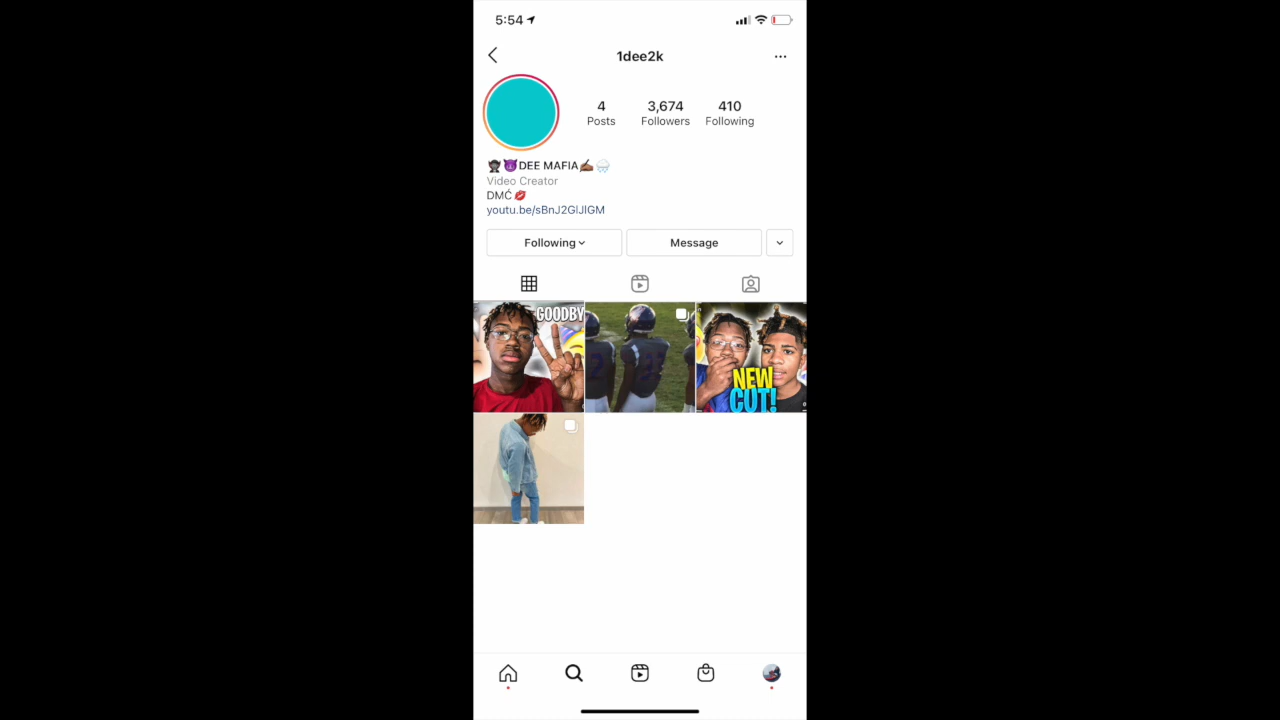 5:54
1dee2k
4
Posts
3,674
Followers
410
Following
DEE MAFIA
Video Creator
DMĆ
youtu.be/sBnJ2GlJlGM
Following
Message
GOODBY
NEW
CUT!